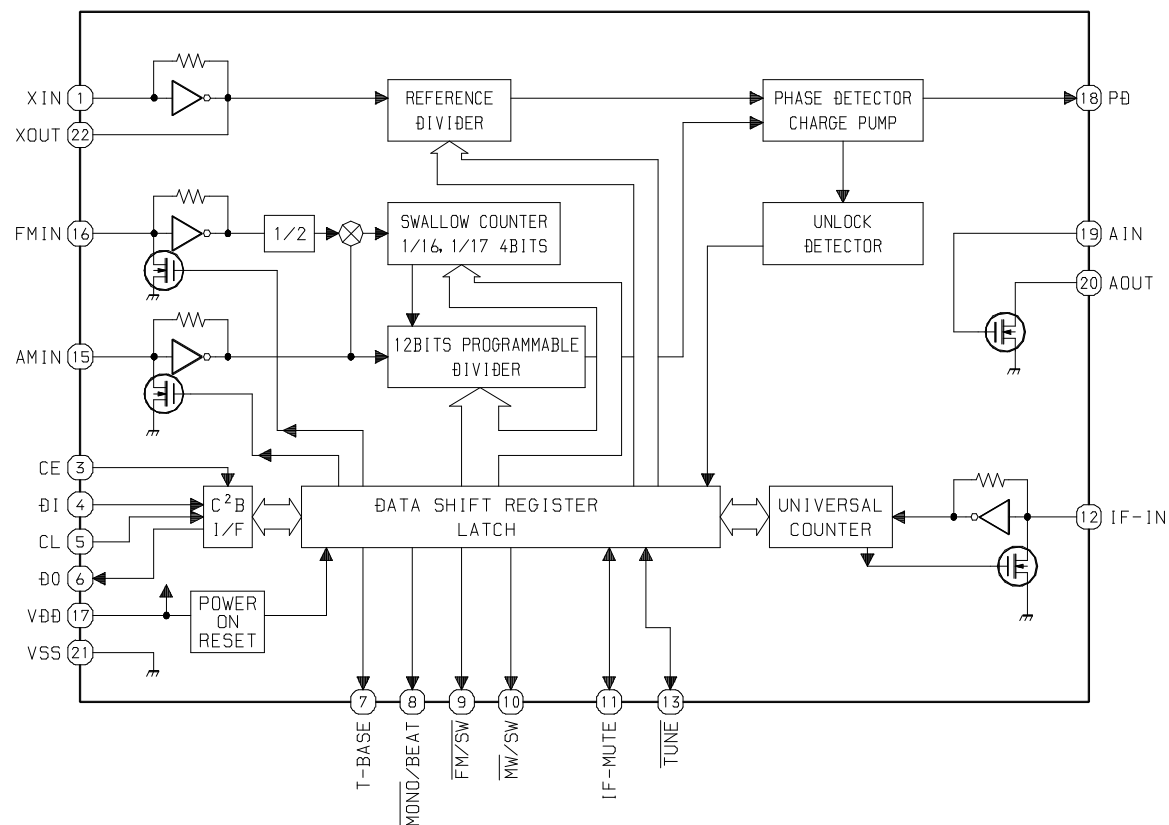 XIN 1
XOUT 22
REFERENCE
DIVIDER
PHASE DETECTOR
CHARGE PUMP
18 PD
FMIN 16
1/2
SWALLOW COUNTER
1/16, 1/17 4BITS
UNLOCK
DETECTOR
19 AIN
20 AOUT
AMIN 15
12BITS PROGRAMMABLE
DIVIDER
CE 3
DI 4
CL 5
DO 6
VDD 17
VSS 21
C²B
I/F
DATA SHIFT REGISTER
LATCH
UNIVERSAL
COUNTER
12 IF-IN
POWER
ON
RESET
7
8
9
10
11
13
T-BASE
MONO/BEAT
FM/SW
MW/SW
IF-MUTE
TUNE